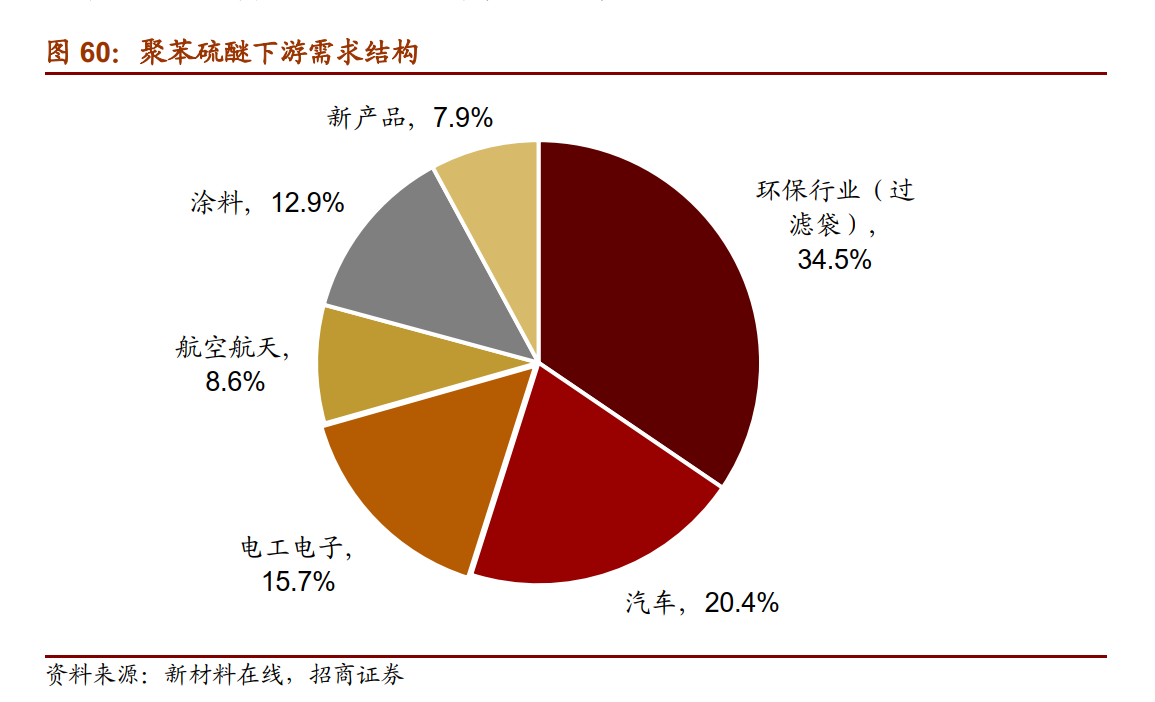 图 60：聚苯硫醚下游需求结构
新产品，7.9%
涂料，12.9%
环保行业（过
滤袋），
34.5%
航空航天，
8.6%
电工电子，
15.7%
汽车，20.4%
资料来源：新材料在线，招商证券